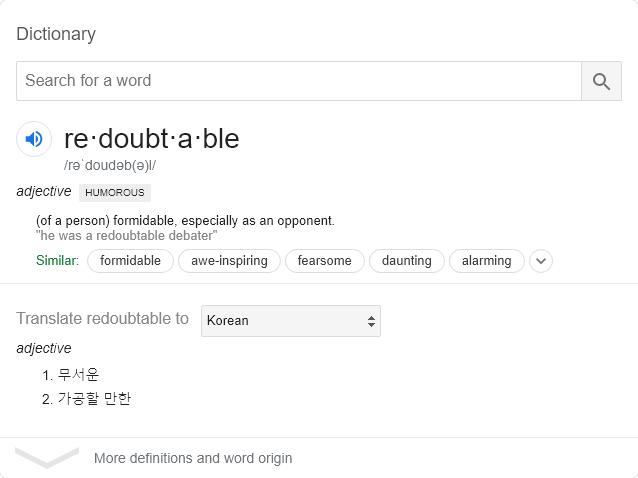 Dictionary
Search for a word
re·doubt·a·ble
/rəˈdoudəb(ə)l/
adjective HUMOROUS
(of a person) formidable, especially as an opponent.
"he was a redoubtable debater"
Similar: formidable awe-inspiring fearsome daunting alarming
Translate redoubtable to Korean
adjective
1. 무서운
2. 가공할 만한
More definitions and word origin